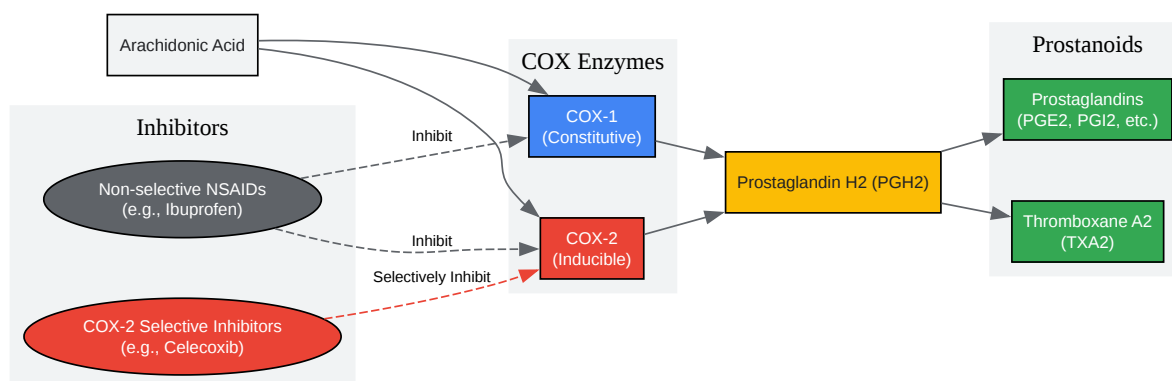 Arachidonic Acid
COX Enzymes
Prostanoids
Inhibitors
COX-1
(Constitutive)
Prostaglandins
(PGE2, PGI2, etc.)
Inhibit
Non-selective NSAIDs
(e.g., Ibuprofen)
Prostaglandin H2 (PGH2)
Inhibit
COX-2
(Inducible)
Thromboxane A2
(TXA2)
Selectively Inhibit
COX-2 Selective Inhibitors
(e.g., Celecoxib)